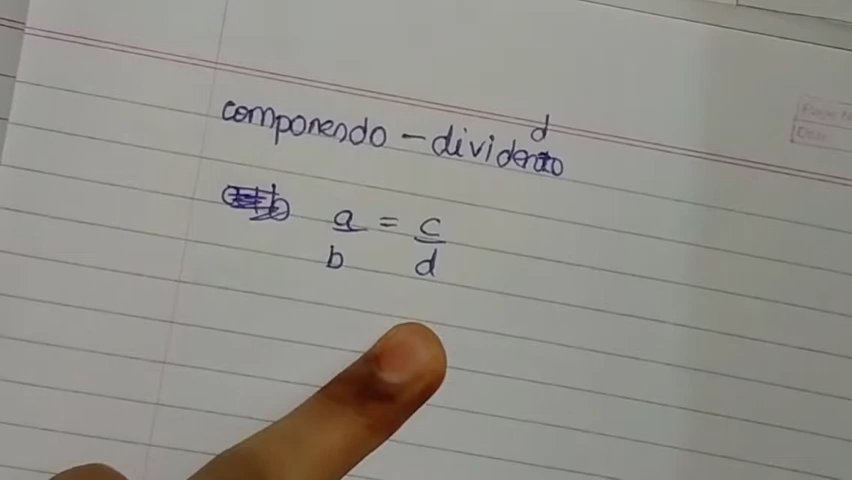 componendo - dividendo
a/b = c/d